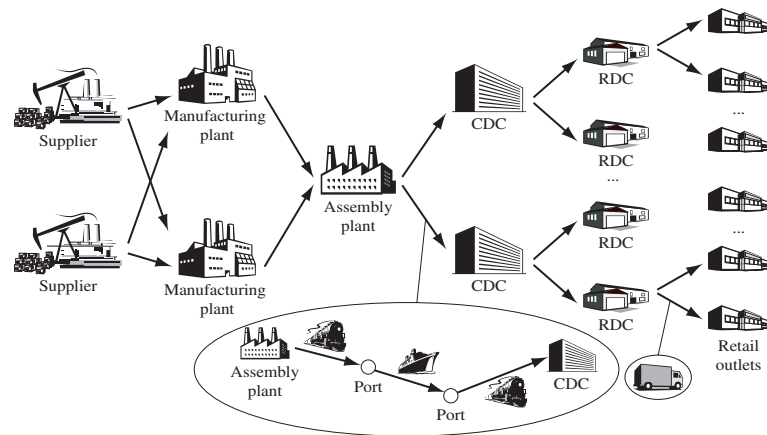 RDC
...
Supplier
Manufacturing
plant
CDC
RDC
...
Assembly
plant
RDC
...
Supplier
Manufacturing
plant
CDC
RDC
Retail
outlets
Assembly
plant
Port
Port
CDC